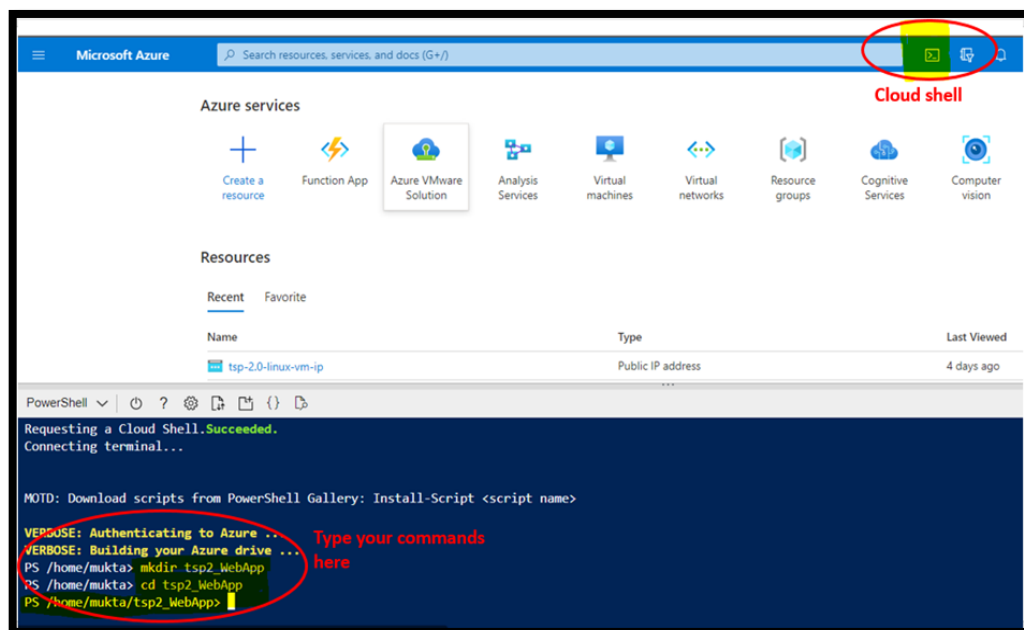 Microsoft Azure
Search resources, services, and docs (G+/)
Cloud shell
Azure services
Create a resource
Function App
Azure VMware Solution
Analysis Services
Virtual machines
Virtual networks
Resource groups
Cognitive Services
Computer vision
Resources
Recent Favorite
Name Type Last Viewed
tsp-2.0-linux-vm-ip Public IP address 4 days ago
PowerShell
Requesting a Cloud Shell.Succeeded.
Connecting terminal...
MOTD: Download scripts from PowerShell Gallery: Install-Script <script name>
VERBOSE: Authenticating to Azure ...
VERBOSE: Building your Azure drive ...
Type your commands
here
PS /home/mukta> mkdir tsp2_WebApp
PS /home/mukta> cd tsp2_WebApp
PS /home/mukta/tsp2_WebApp>